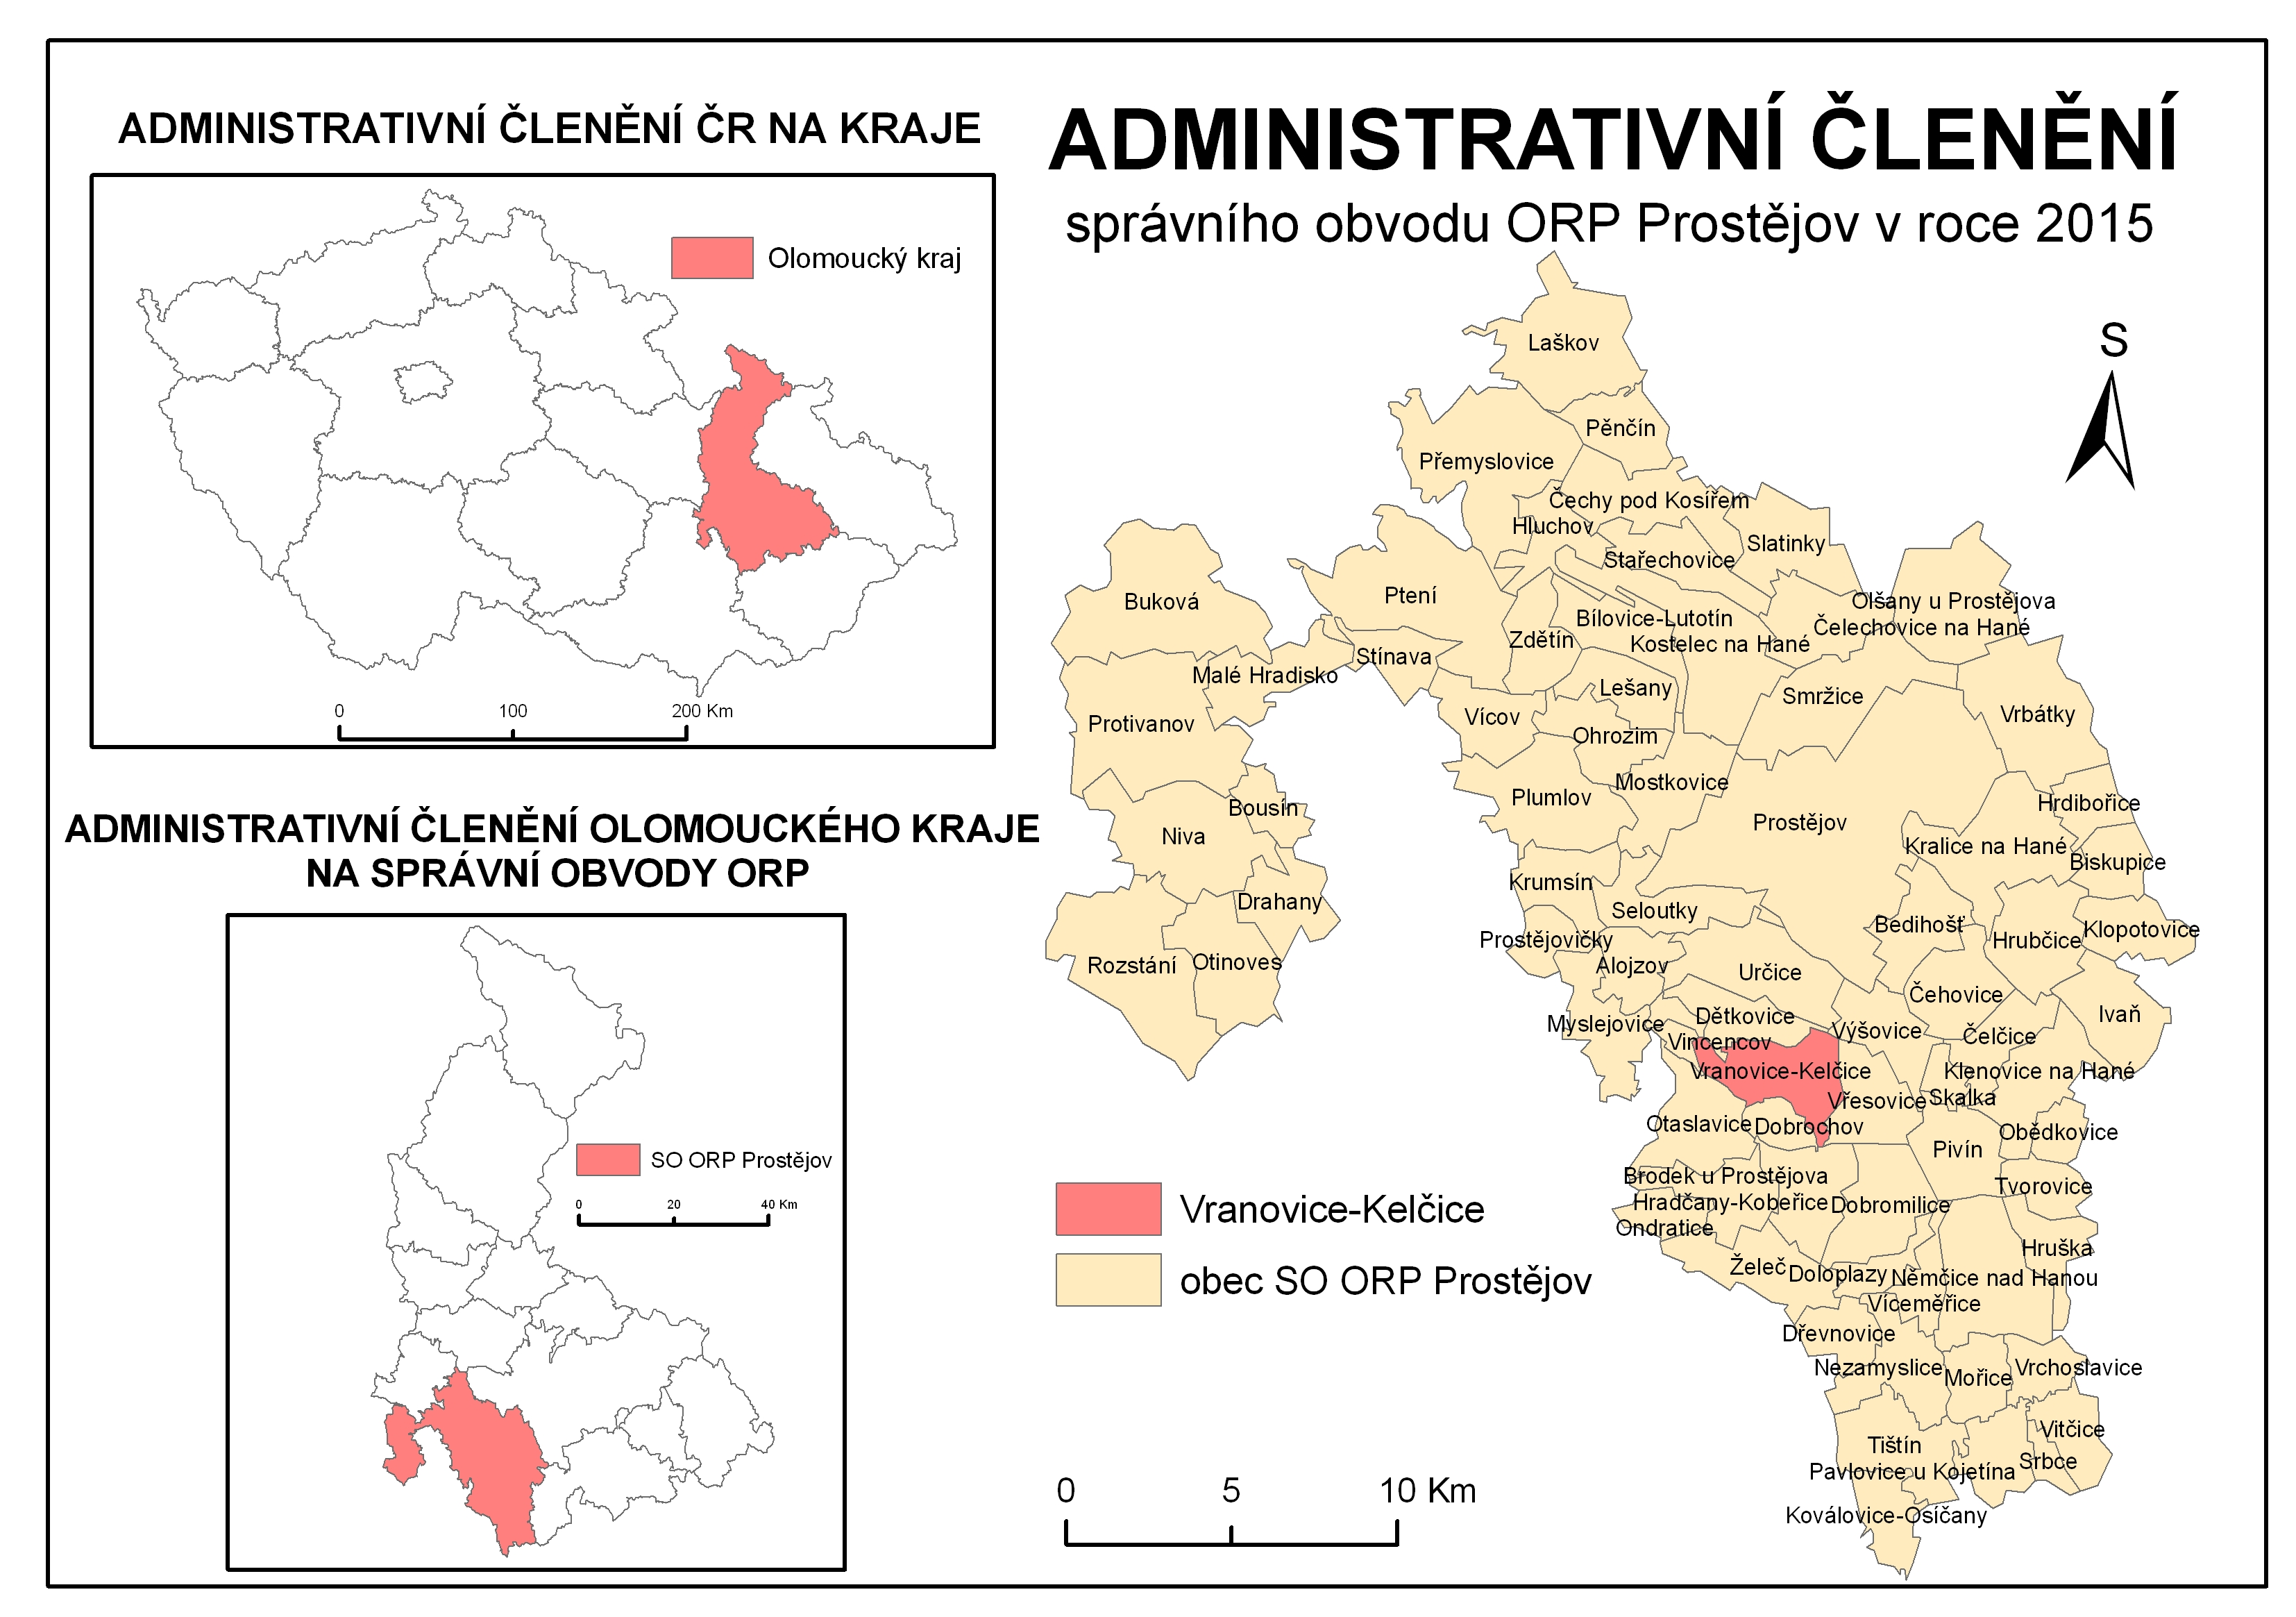 ADMINISTRATIVNÍ ČLENĚNÍ ČR NA KRAJE
Olomoucký kraj
0 100 200 Km
ADMINISTRATIVNÍ ČLENĚNÍ OLOMOUCKÉHO KRAJE
NA SPRÁVNÍ OBVODY ORP
SO ORP Prostějov
0 20 40 Km
ADMINISTRATIVNÍ ČLENĚNÍ
správního obvodu ORP Prostějov v roce 2015
S
Laškov
Pěnčín
Přemyslovice
Čechy pod Kosířem
Hluchov
Slatinky
Stařechovice
Ptení
Buková
Olšany u Prostějova
Bílovice-Lutotín
Čelechovice na Hané
Zdětín
Kostelec na Hané
Stínava
Malé Hradisko
Lešany
Smržice
Vícov
Vrbátky
Protivanov
Ohrozim
Mostkovice
Plumlov
Hrdibořice
Bousín
Prostějov
Niva
Kralice na Hané
Biskupice
Krumsín
Drahany
Seloutky
Bedihošť
Klopotovice
Prostějovičky
Hrubčice
Otinoves
Rozstání
Alojzov
Určice
Čehovice
Ivaň
Dětkovice
Myslejovice
Výšovice
Čelčice
Vincencov
Vranovice-Kelčice
Klenovice na Hané
Skalka
Vřesovice
Otaslavice
Dobrochov
Obědkovice
Pivín
Brodek u Prostějova
Tvorovice
Hradčany-Kobeřice
Dobromilice
Ondratice
Hruška
Želeč
Doloplazy
Němčice nad Hanou
Víceměřice
Dřevnovice
Nezamyslice
Vrchoslavice
Mořice
Vitčice
Tištín
Srbce
Pavlovice u Kojetína
Koválovice-Osíčany
Vranovice-Kelčice
obec SO ORP Prostějov
0 5 10 Km